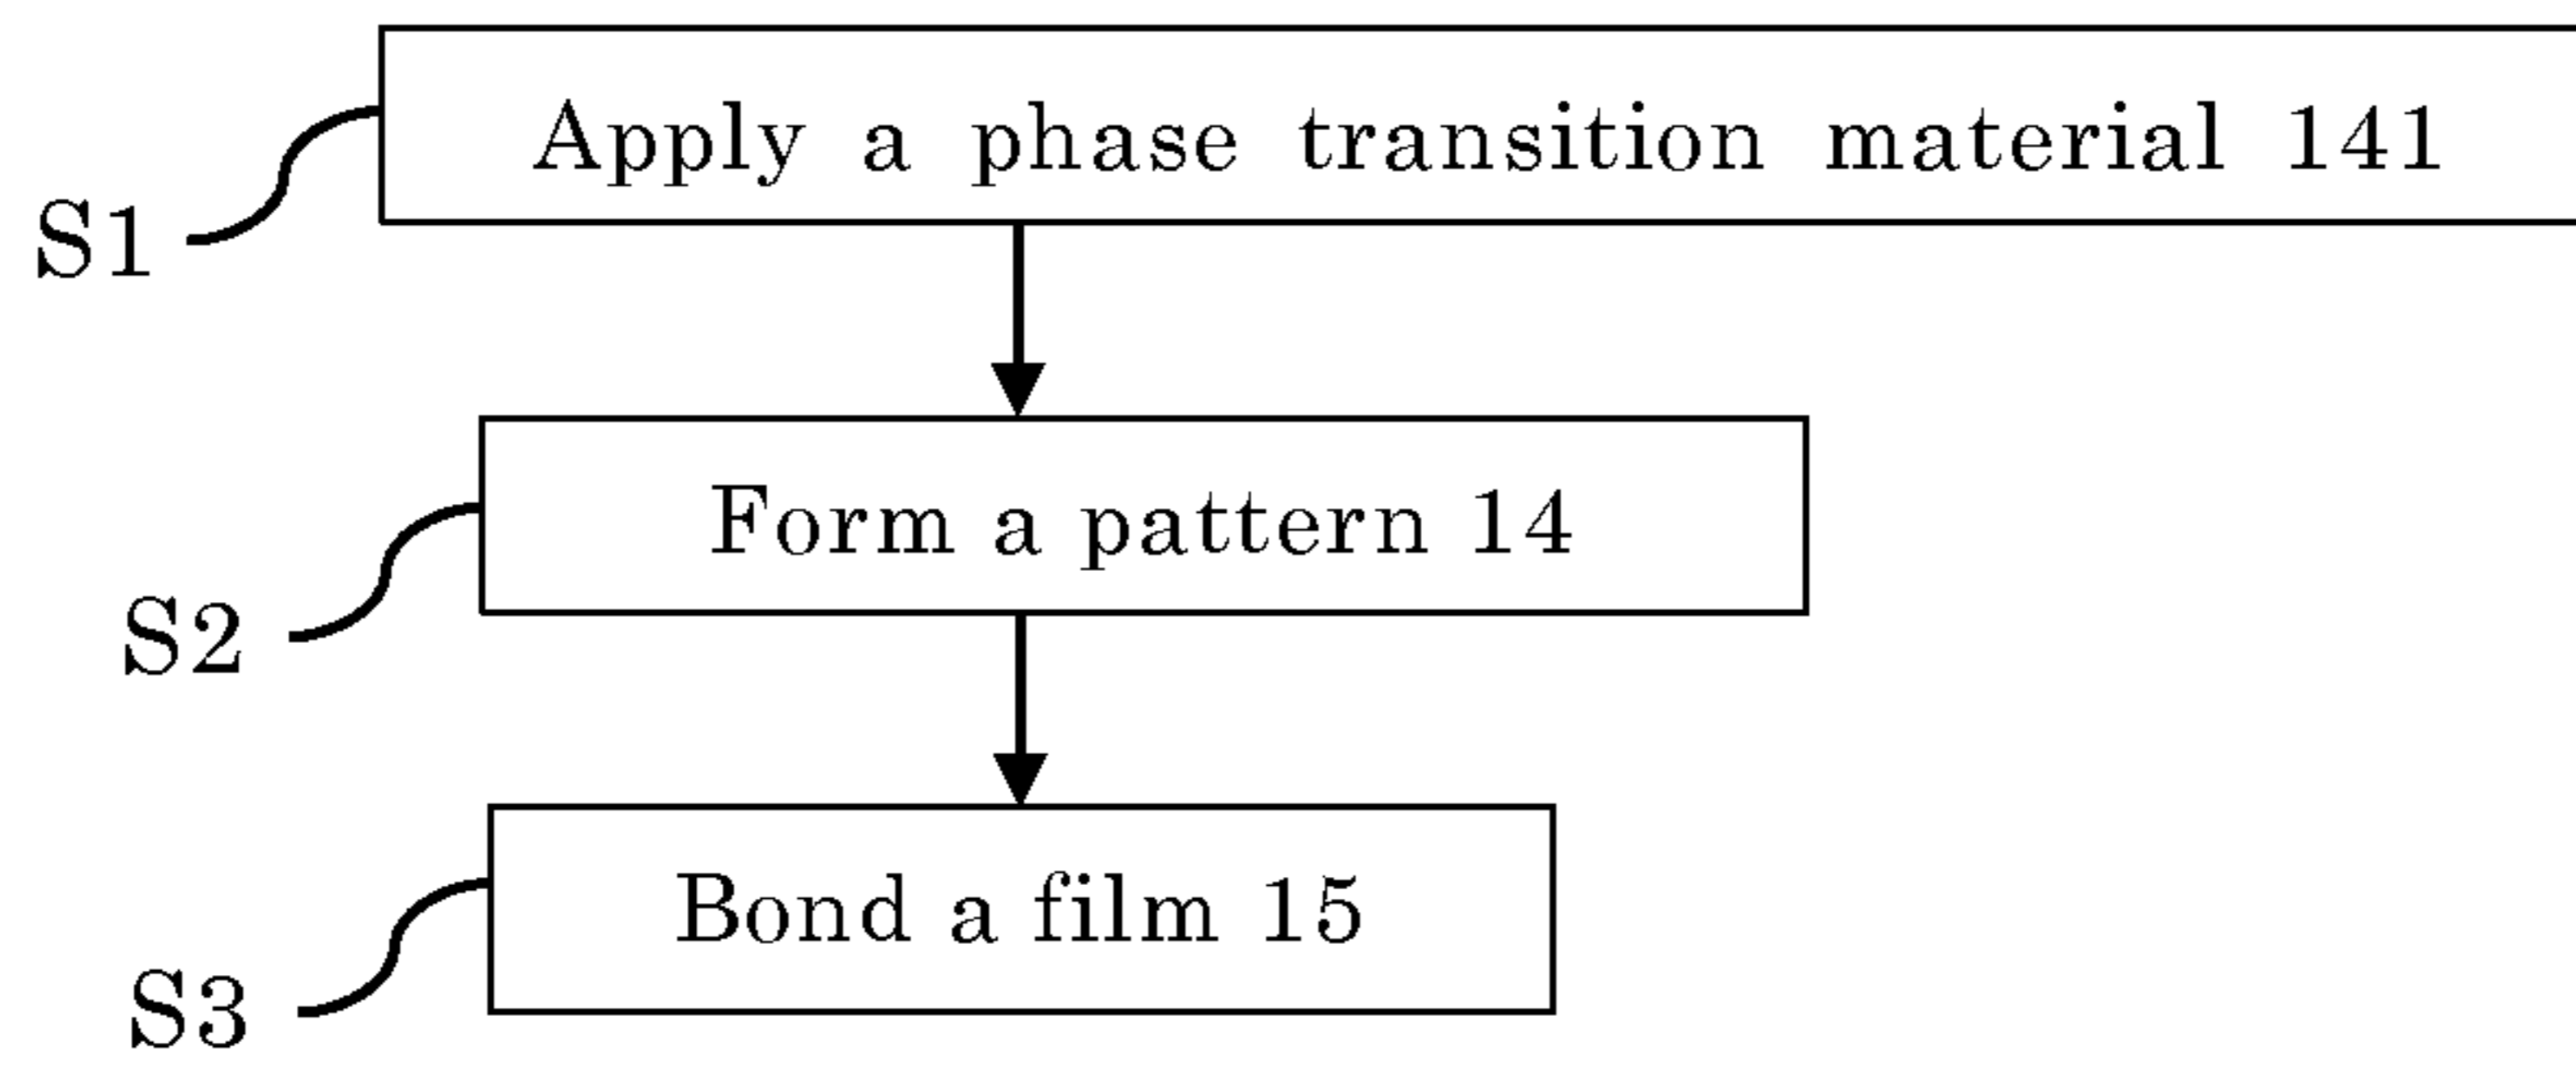 Apply a phase transition material 141
S1
Form a pattern 14
S2
Bond a film 15
S3